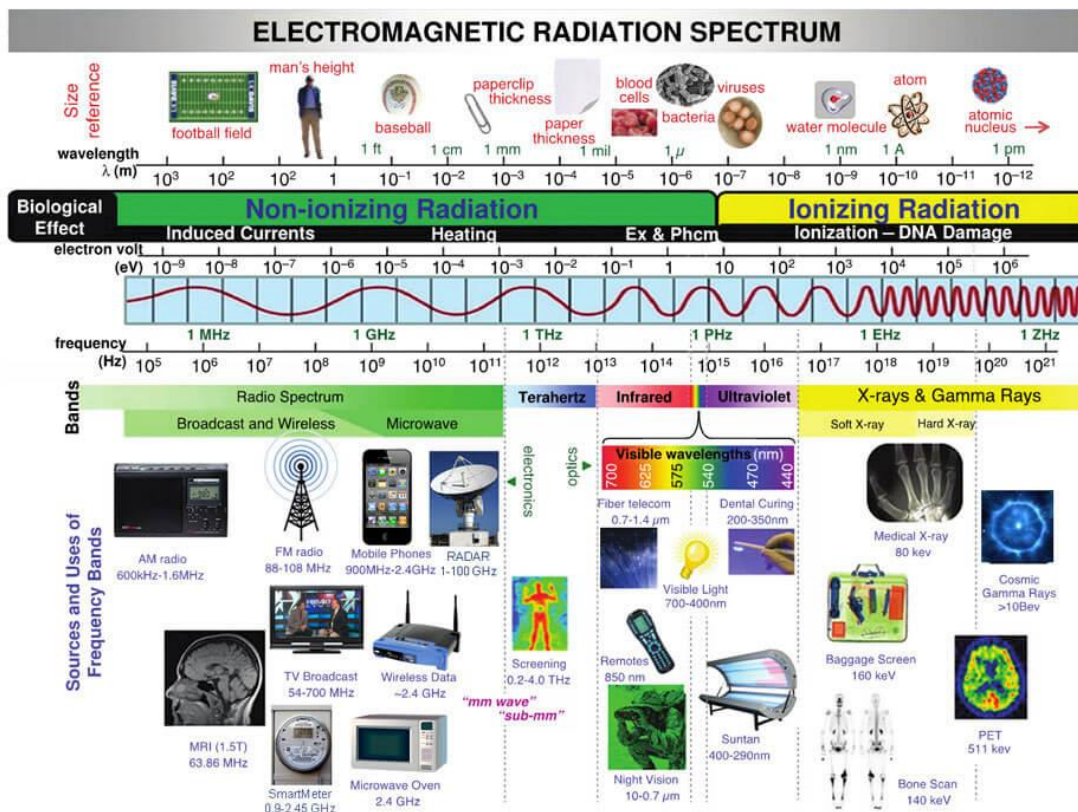 ELECTROMAGNETIC RADIATION SPECTRUM
Size reference
football field
man's height
baseball
paperclip thickness
paper thickness
blood cells
bacteria
viruses
water molecule
atom
atomic nucleus
wavelength λ (m)
1 ft 1 cm 1 mm 1 mil 1 µ 1 nm 1 A 1 pm
10³ 10² 10² 1 10⁻¹ 10⁻² 10⁻³ 10⁻⁴ 10⁻⁵ 10⁻⁶ 10⁻⁷ 10⁻⁸ 10⁻⁹ 10⁻¹⁰ 10⁻¹¹ 10⁻¹²
Biological Effect
Non-ionizing Radiation
Ionizing Radiation
Induced Currents
Heating
Ex & Phcm
Ionization – DNA Damage
electron volt (eV)
10⁻⁹ 10⁻⁸ 10⁻⁷ 10⁻⁶ 10⁻⁵ 10⁻⁴ 10⁻³ 10⁻² 10⁻¹ 1 10 10² 10³ 10⁴ 10⁵ 10⁶
1 MHz 1 GHz 1 THz 1 PHz 1 EHz 1 ZHz
frequency (Hz)
10⁵ 10⁶ 10⁷ 10⁸ 10⁹ 10¹⁰ 10¹¹ 10¹² 10¹³ 10¹⁴ 10¹⁵ 10¹⁶ 10¹⁷ 10¹⁸ 10¹⁹ 10²⁰ 10²¹
Bands
Radio Spectrum
Terahertz
Infrared
Ultraviolet
X-rays & Gamma Rays
Broadcast and Wireless
Microwave
Soft X-ray
Hard X-ray
electronics
optics
Visible wavelengths (nm)
700 625 575 540 470 440
Sources and Uses of
Frequency Bands
AM radio
600kHz-1.6MHz
FM radio
88-108 MHz
Mobile Phones
900MHz-2.4GHz
RADAR
1-100 GHz
Fiber telecom
0.7-1.4 µm
Dental Curing
200-350nm
Visible Light
700-400nm
Medical X-ray
80 kev
Cosmic
Gamma Rays
>10Bev
TV Broadcast
54-700 MHz
Wireless Data
~2.4 GHz
Screening
0.2-4.0 THz
Remotes
850 nm
Baggage Screen
160 keV
"mm wave"
"sub-mm"
MRI (1.5T)
63.86 MHz
SmartMeter
0.9-2.45 GHz
Microwave Oven
2.4 GHz
Night Vision
10-0.7 µm
Suntan
400-290nm
Bone Scan
140 keV
PET
511 kev